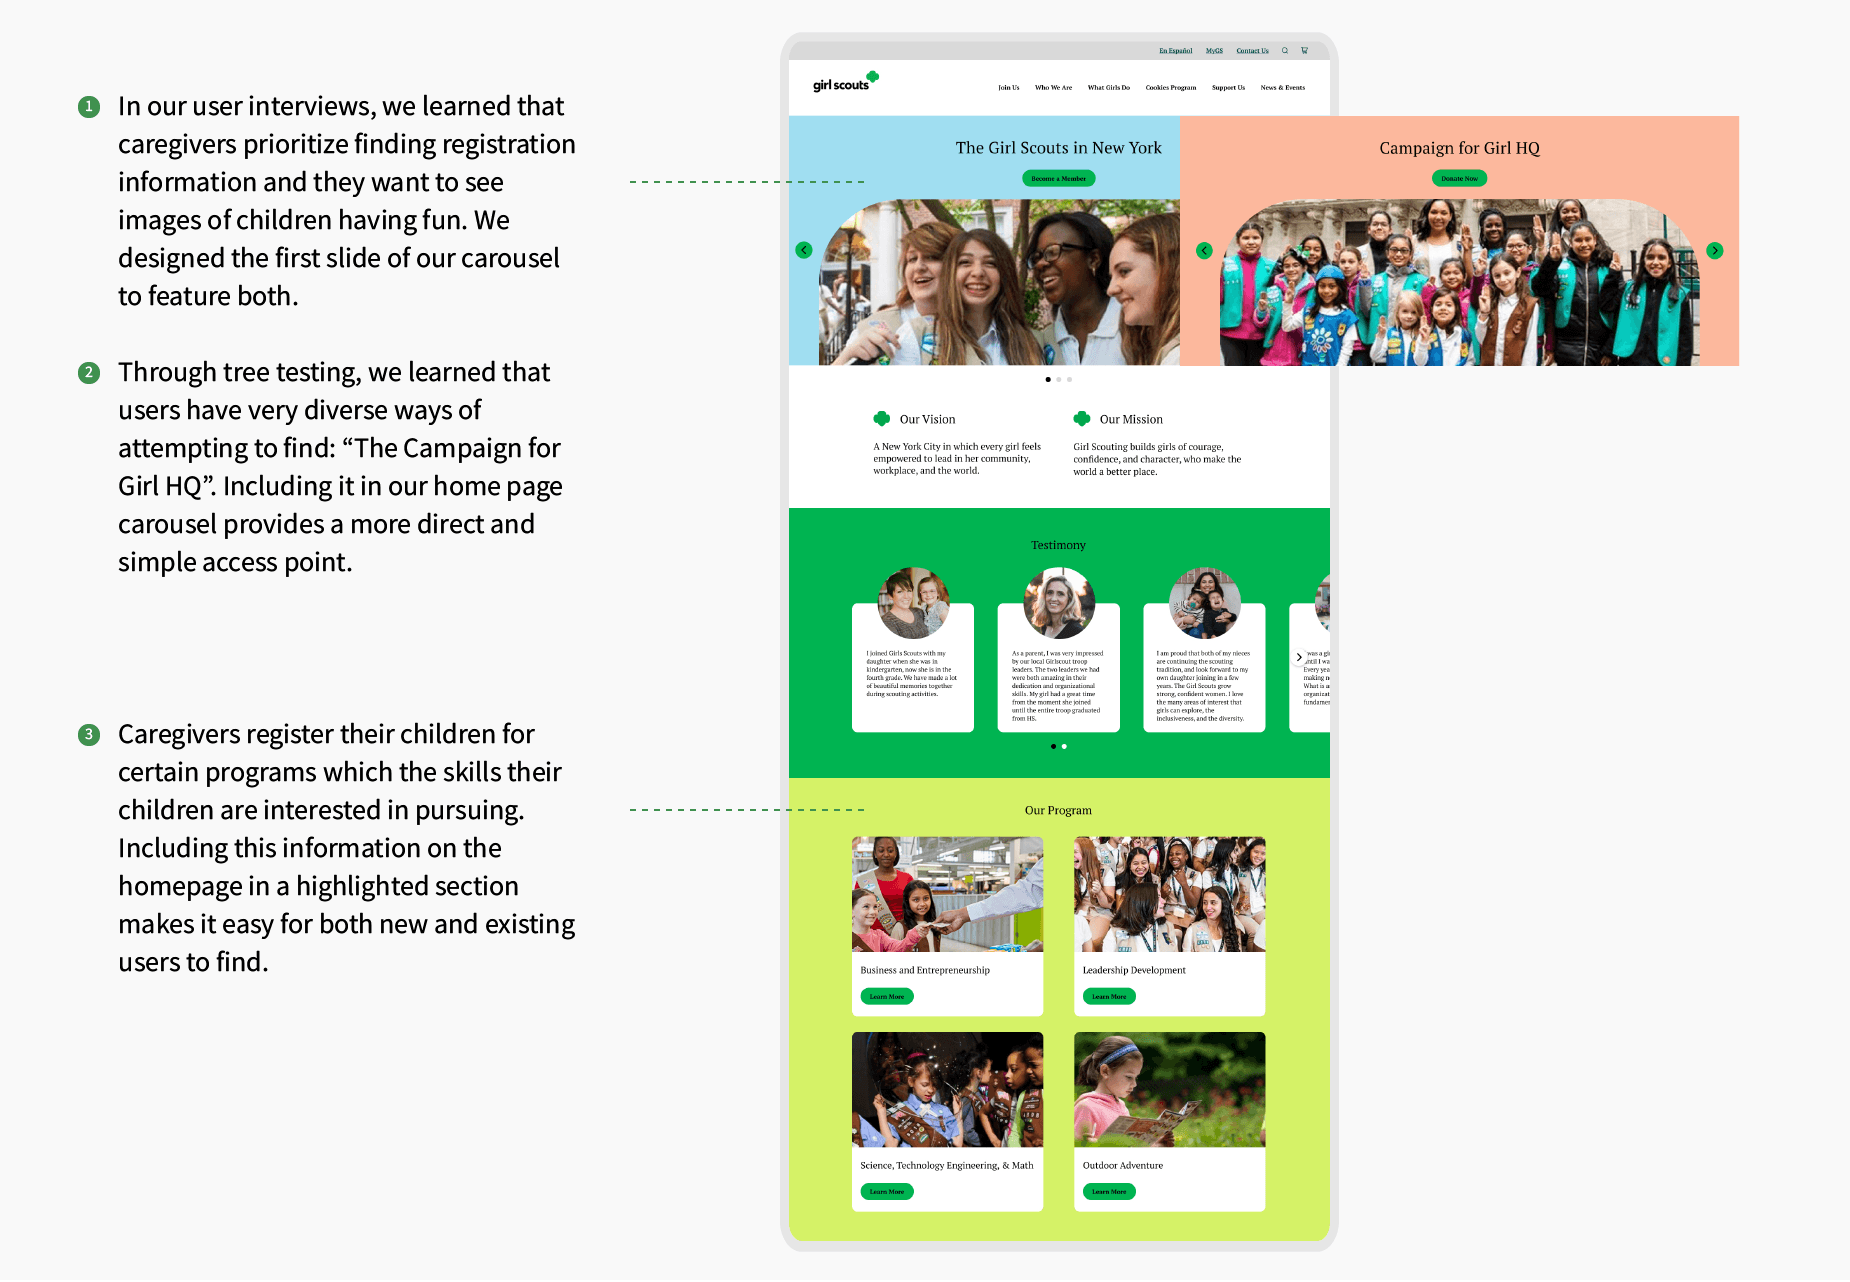 1 In our user interviews, we learned that
caregivers prioritize finding registration
information and they want to see
images of children having fun. We
designed the first slide of our carousel
to feature both.
2 Through tree testing, we learned that
users have very diverse ways of
attempting to find: “The Campaign for
Girl HQ”. Including it in our home page
carousel provides a more direct and
simple access point.
3 Caregivers register their children for
certain programs which the skills their
children are interested in pursuing.
Including this information on the
homepage in a highlighted section
makes it easy for both new and existing
users to find.
En Español MyGS Contact Us
girl scouts
Join Us Who We Are What Girls Do Cookies Program Support Us News & Events
The Girl Scouts in New York
Become a Member
Campaign for Girl HQ
Donate Now
Our Vision
A New York City in which every girl feels
empowered to lead in her community,
workplace, and the world.
Our Mission
Girl Scouting builds girls of courage,
confidence, and character, who make the
world a better place.
Testimony
I joined Girls Scouts with my
daughter when she was in
kindergarten, now she is in the
fourth grade. We have made a lot
of beautiful memories together
during scouting activities.
As a parent, I was very impressed
by our local Girlscout troop
leaders. The two leaders we had
were both amazing in their
dedication and organizational
skills. My girl had a great time
from the moment she joined
until the entire troop graduated
from HS.
I am proud that both of my nieces
are continuing the scouting
tradition, and look forward to my
own daughter joining in a few
years. The Girl Scouts grow
strong, confident women. I love
the many areas of interest that
girls can explore, the
inclusiveness, and the diversity.
was a gi
until I wa
Every yea
making n
What is a
organizat
fundamen
Our Program
Business and Entrepreneurship
Learn More
Leadership Development
Learn More
Science, Technology Engineering, & Math
Learn More
Outdoor Adventure
Learn More